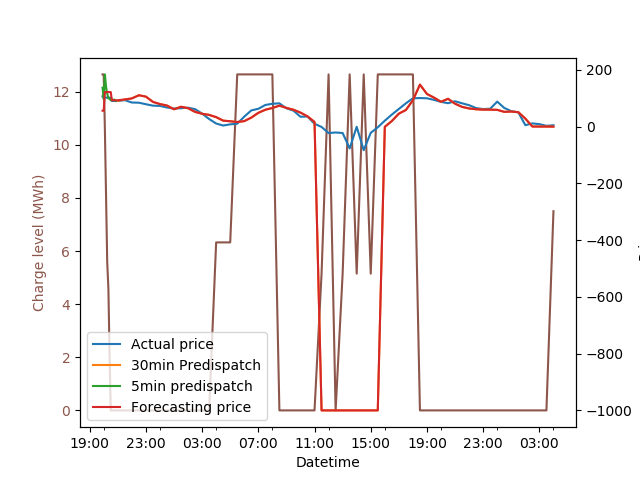 12
10
8
6
4
2
0
Charge level (MWh)
200
0
−200
−400
−600
−800
−1000
Actual price
30min Predispatch
5min predispatch
Forecasting price
19:00 23:00 03:00 07:00 11:00 15:00 19:00 23:00 03:00
Datetime